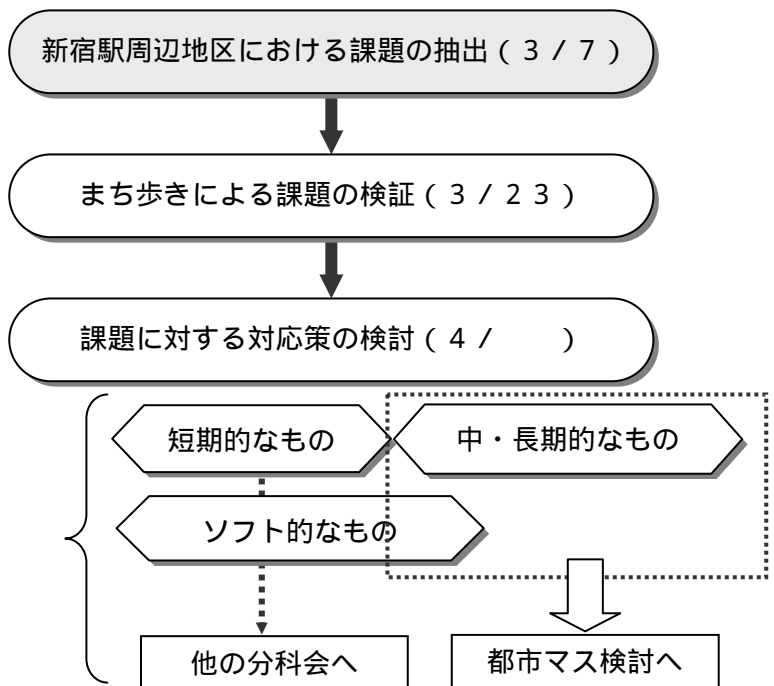 新宿駅周辺地区における課題の抽出（３／７）
まち歩きによる課題の検証（３／２３）
課題に対する対応策の検討（４／　　）
短期的なもの
中・長期的なもの
ソフト的なもの
他の分科会へ
都市マス検討へ